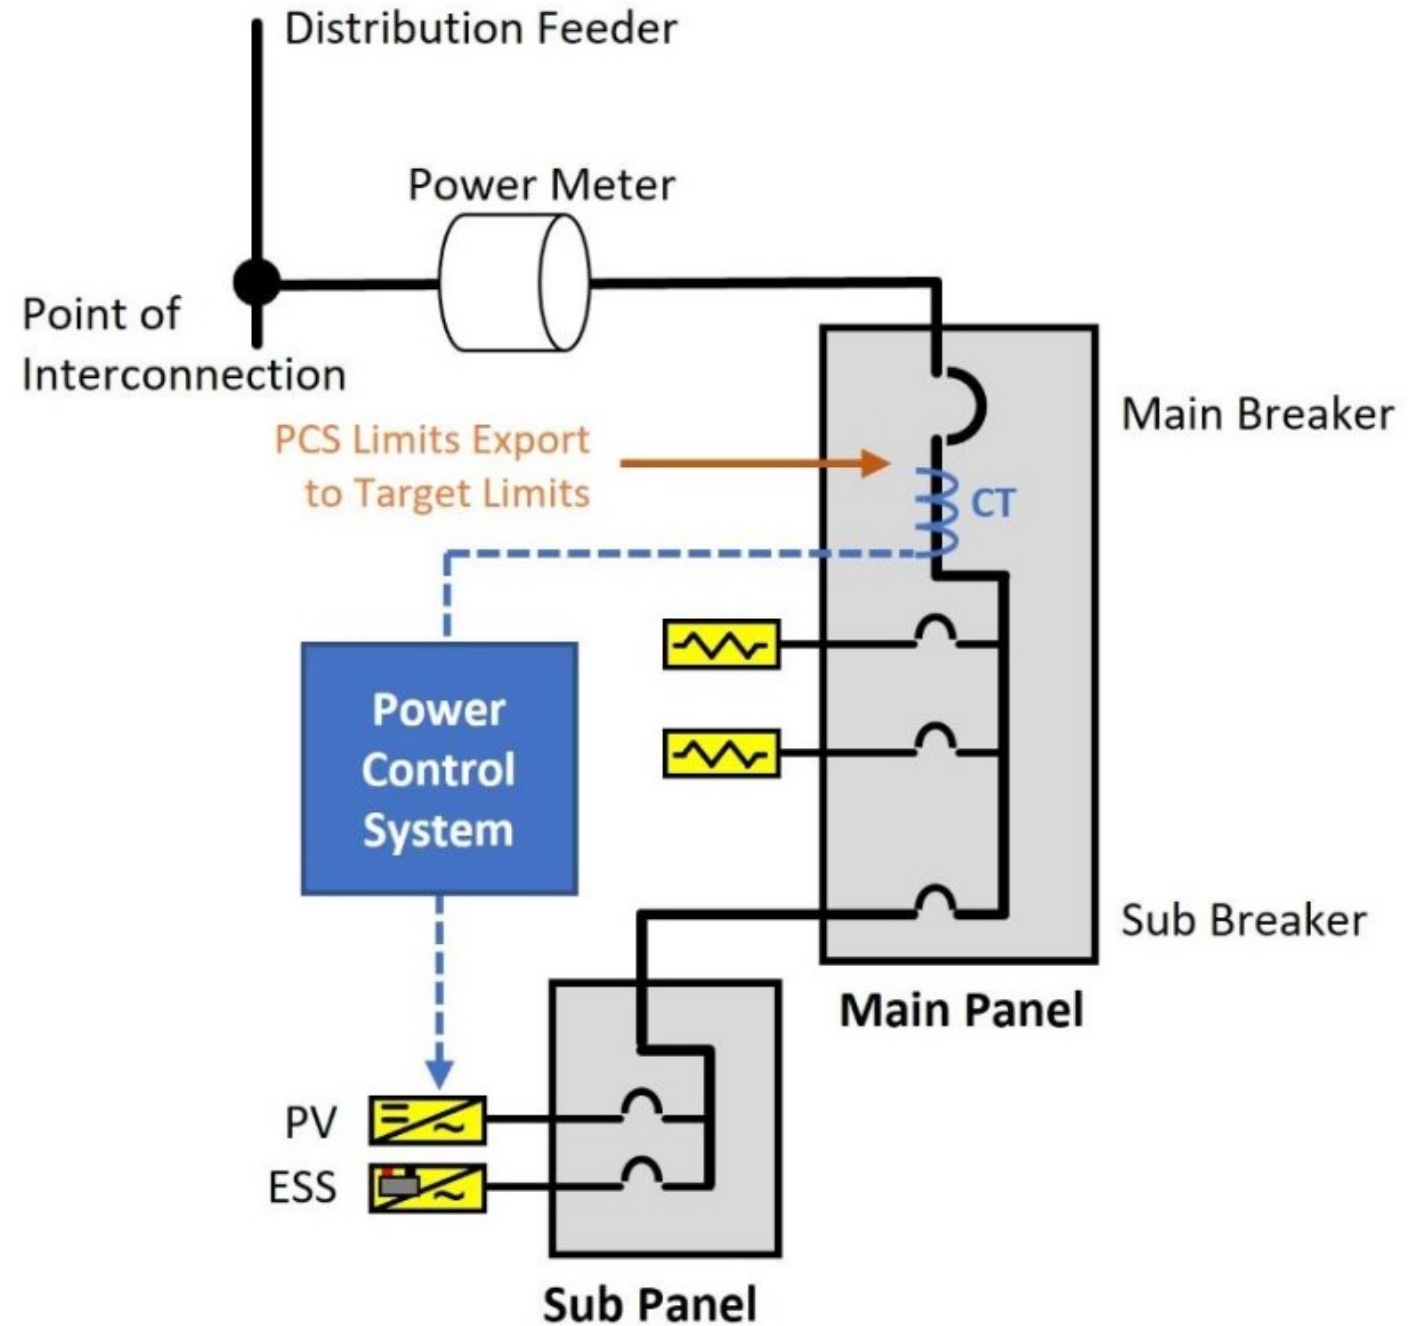 Distribution Feeder
Power Meter
Point of
Interconnection
Main Breaker
PCS Limits Export
to Target Limits
CT
Power
Control
System
Sub Breaker
Main Panel
PV
ESS
Sub Panel